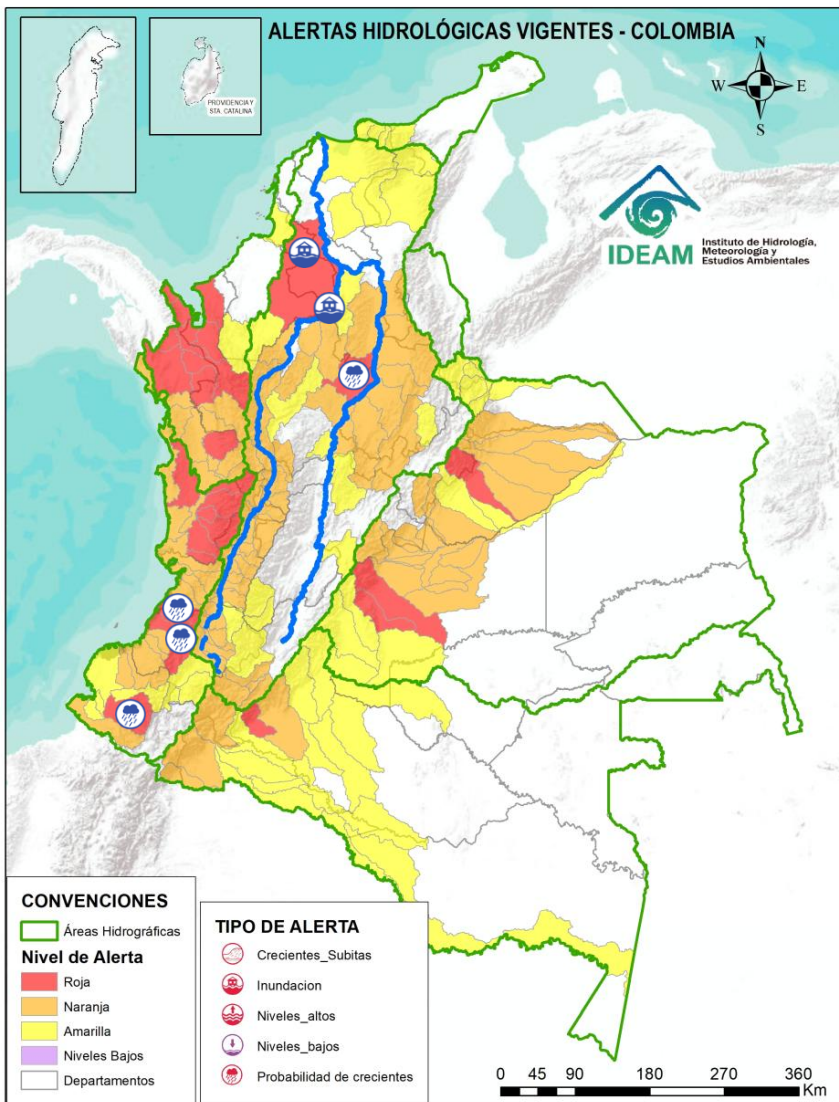 ALERTAS HIDROLÓGICAS VIGENTES - COLOMBIA
PROVIDENCIA Y
STA. CATALINA
N
W
E
S
IDEAM
Instituto de Hidrología,
Meteorología y
Estudios Ambientales
CONVENCIONES
Áreas Hidrográficas
Nivel de Alerta
Roja
Naranja
Amarilla
Niveles Bajos
Departamentos
TIPO DE ALERTA
Crecientes_Subitas
Inundacion
Niveles_altos
Niveles_bajos
Probabilidad de crecientes
0 45 90 180 270 360
Km